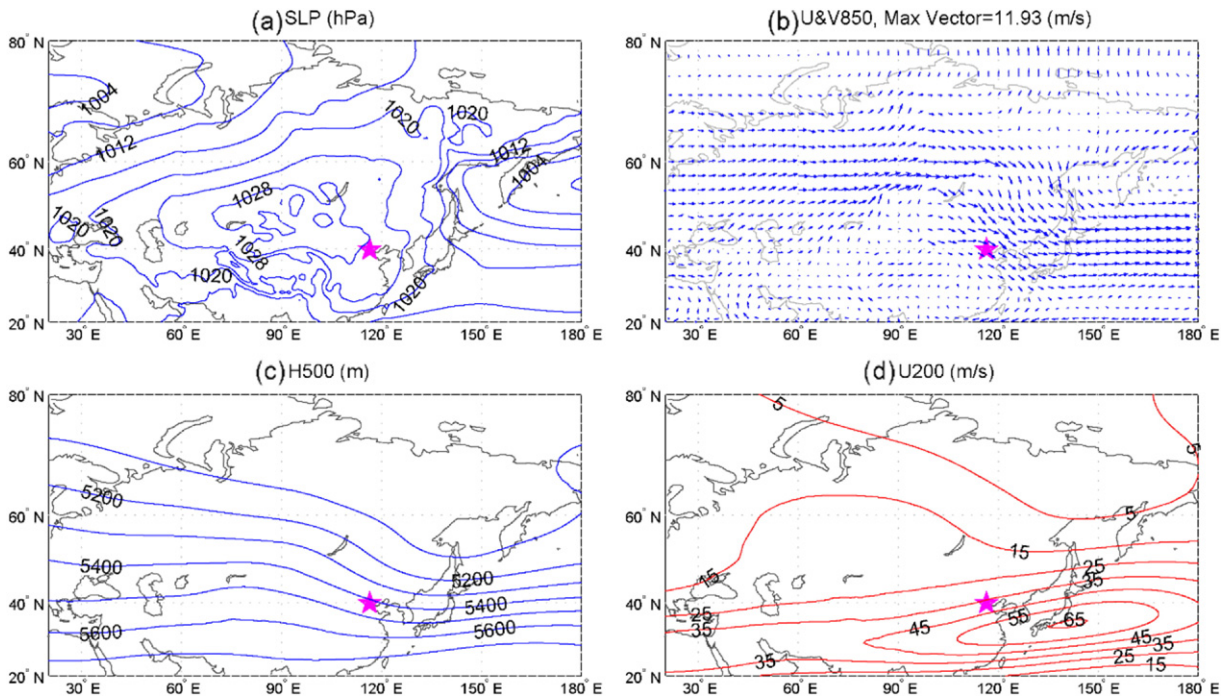 (a) SLP (hPa)
80° N
60° N
40° N
20° N
30° E
60° E
90° E
120° E
150° E
180° E
1004
1012
1020
1020
1012
1004
1028
1020
1020
1028
1020
1020
(b) U&V850, Max Vector=11.93 (m/s)
80° N
60° N
40° N
20° N
30° E
60° E
90° E
120° E
150° E
180° E
(c) H500 (m)
80° N
60° N
40° N
20° N
30° E
60° E
90° E
120° E
150° E
180° E
5200
5400
5600
5200
5400
5600
(d) U200 (m/s)
80° N
60° N
40° N
20° N
30° E
60° E
90° E
120° E
150° E
180° E
5
5
5
15
15
25
35
25
35
45
55
65
45
35
25
15
35